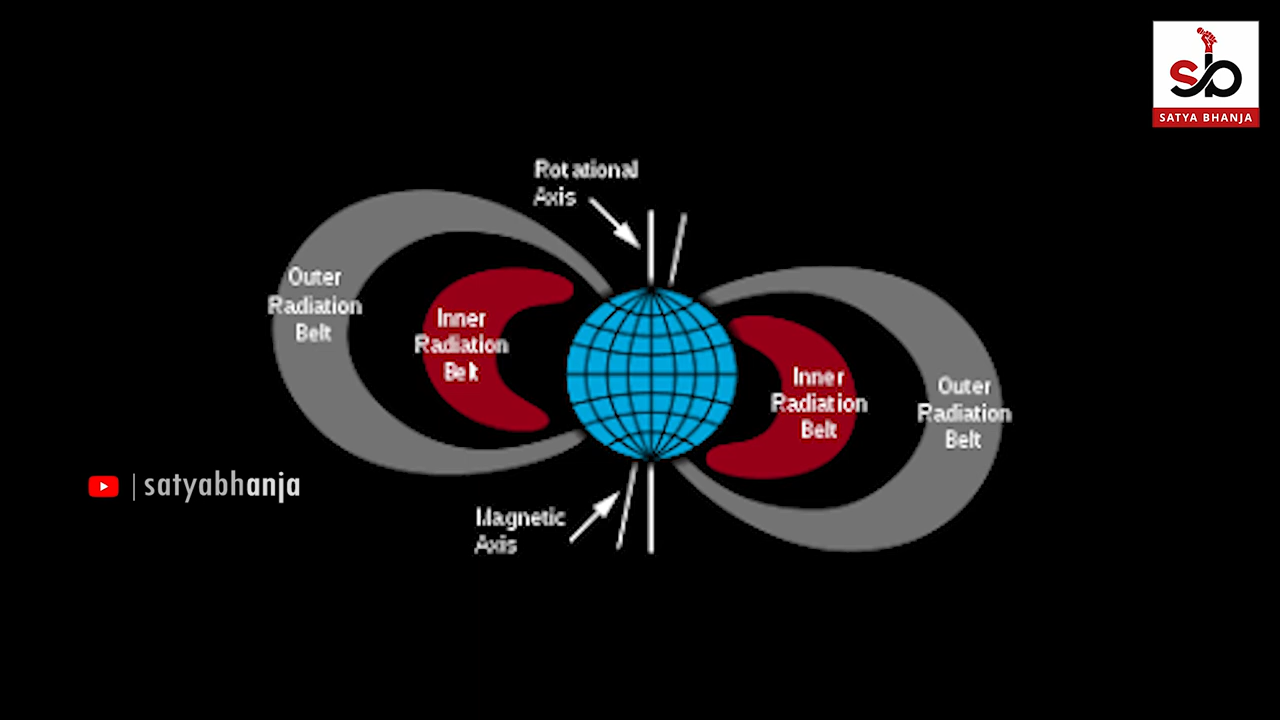 sb
SATYA BHANJA
Rotational
Axis
Outer
Radiation
Belt
Inner
Radiation
Belt
Inner
Radiation
Belt
Outer
Radiation
Belt
| satyabhanja
Magnetic
Axis